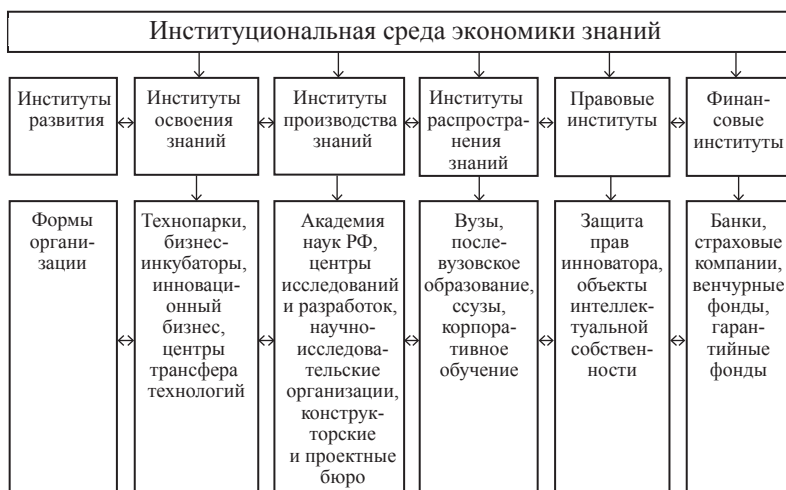 Институциональная среда экономики знаний
Институты
развития
Институты
освоения
знаний
Институты
производства
знаний
Институты
распростра-
нения
знаний
Правовые
институты
Финан-
совые
институты
Формы
органи-
зации
Технопарки,
бизнес-
инкубаторы,
инноваци-
онный
бизнес,
центры
трансфера
технологий
Академия
наук РФ,
центры
исследований
и разработок,
научно-
исследова-
тельские
организации,
конструк-
торские
и проектные
бюро
Вузы,
после-
вузовское
образование,
ссузы,
корпора-
тивное
обучение
Защита
прав
инноватора,
объекты
интеллект-
уальной
собствен-
ности
Банки,
страховые
компании,
венчурные
фонды,
гаран-
тийные
фонды